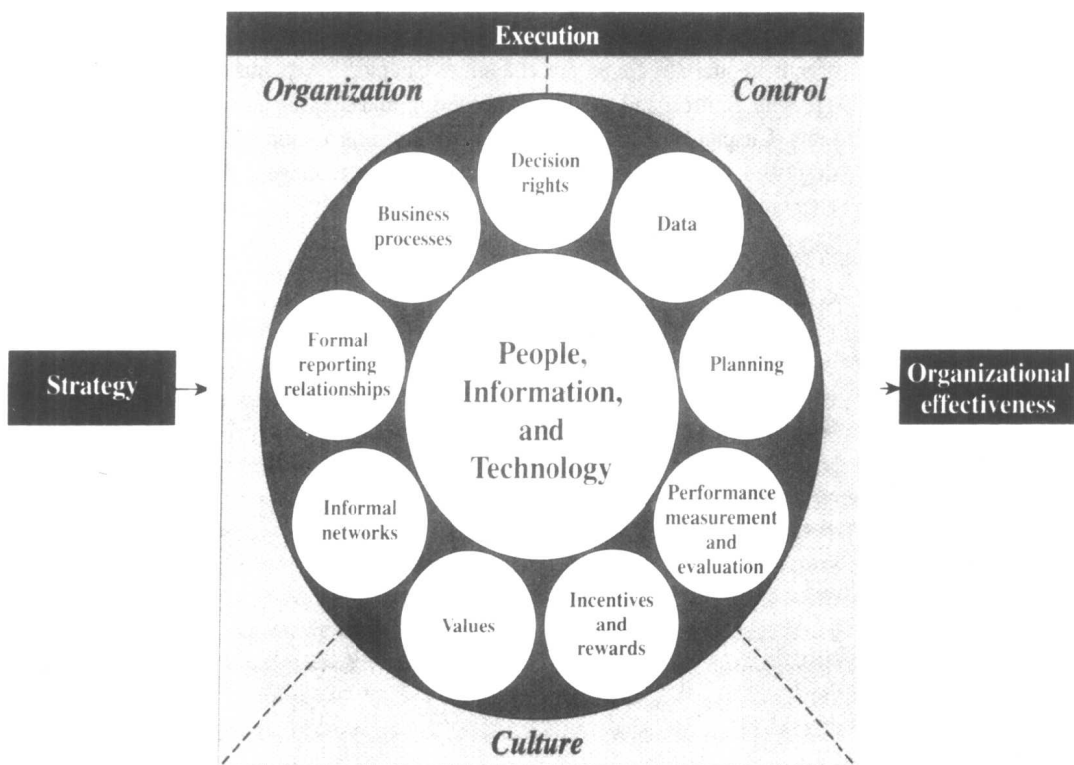 Execution
Organization
Control
Decision
rights
Business
processes
Data
Formal
reporting
relationships
Planning
Strategy
People,
Information,
and
Technology
Organizational
effectiveness
Informal
networks
Performance
measurement
and
evaluation
Values
Incentives
and
rewards
Culture